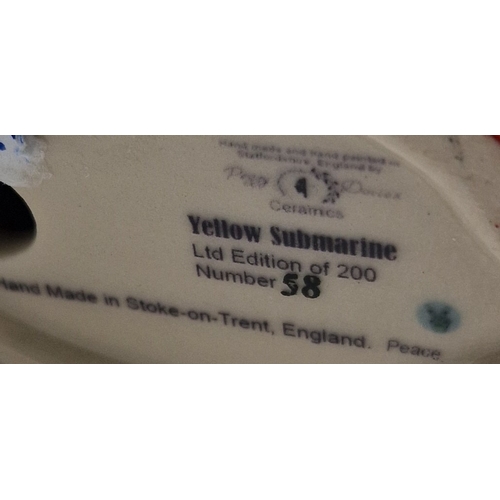 Hand made and hand painted in
Staffordshire, England by
Peggy Davies
Ceramics
Yellow Submarine
Ltd Edition of 200
Number 58
Hand Made in Stoke-on-Trent, England. Peace